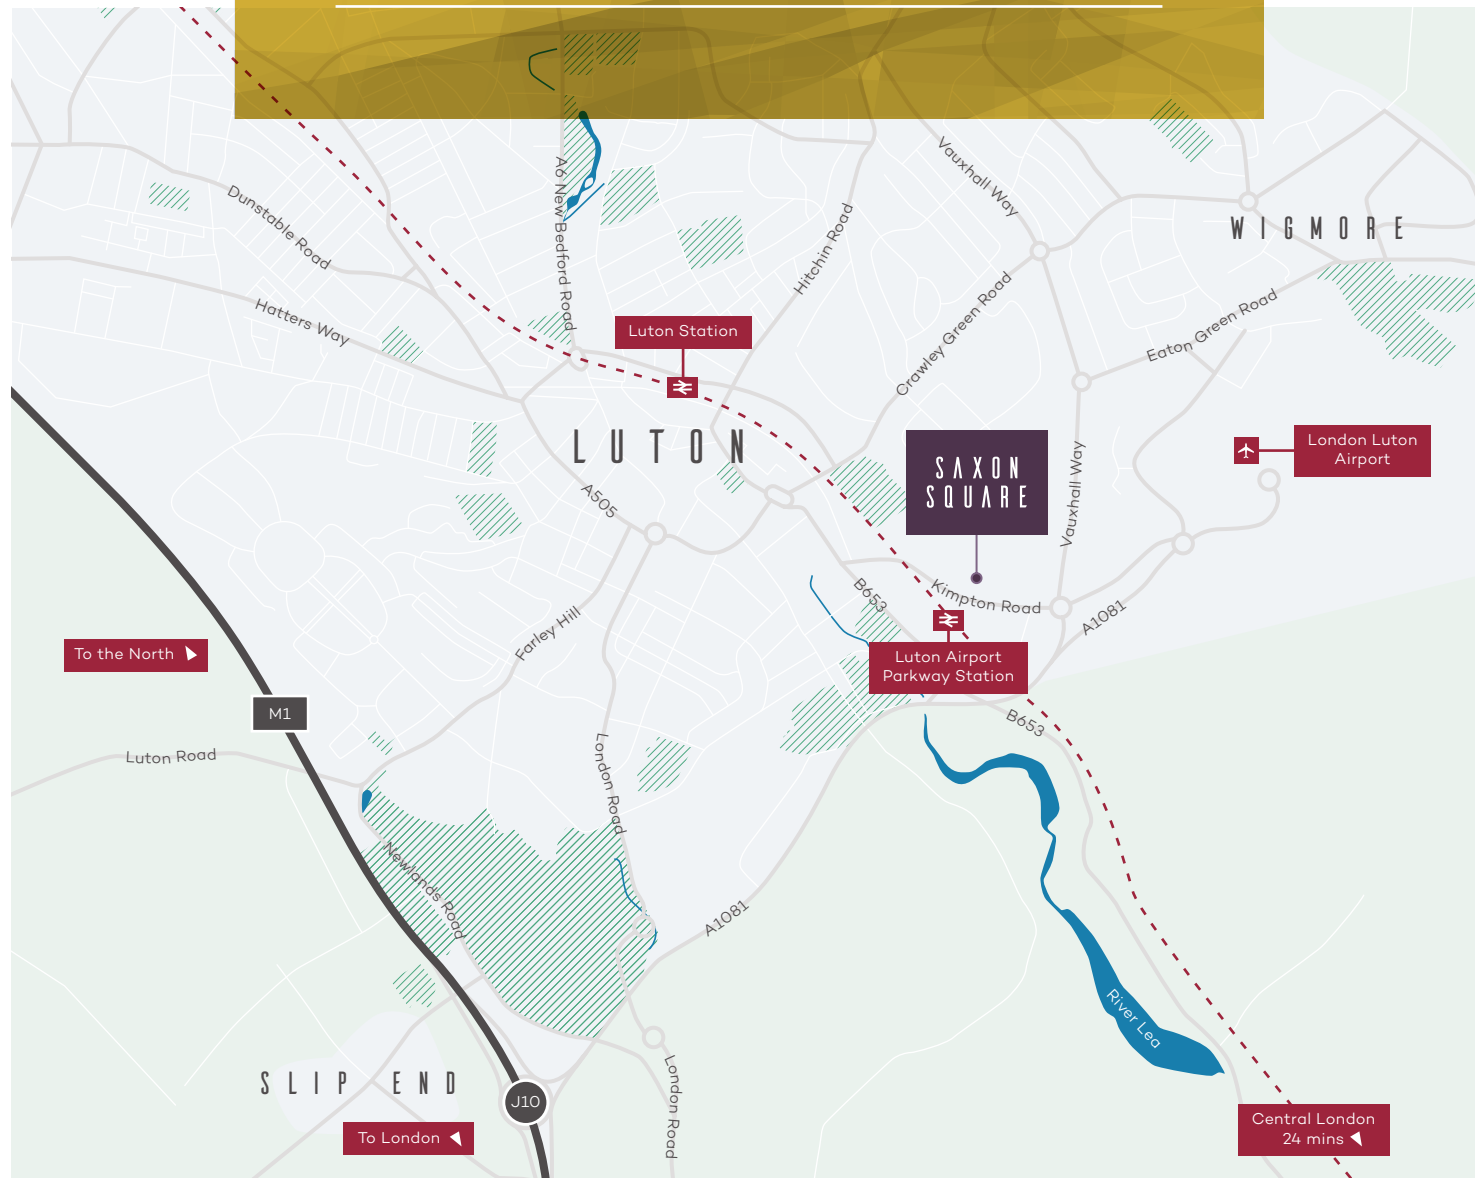 Vauxhall Way
A6 New Bedford Road
Dunstable Road
Hitchin Road
WIGMORE
Hatters Way
Luton Station
Crawley Green Road
Eaton Green Road
LUTON
London Luton
Airport
SAXON
SQUARE
A505
Vauxhall Way
B653
Kimpton Road
A1081
Farley Hill
To the North
Luton Airport
Parkway Station
M1
B653
Luton Road
London Road
Newlands Road
A1081
River Lea
SLIP END
J10
London Road
To London
Central London
24 mins